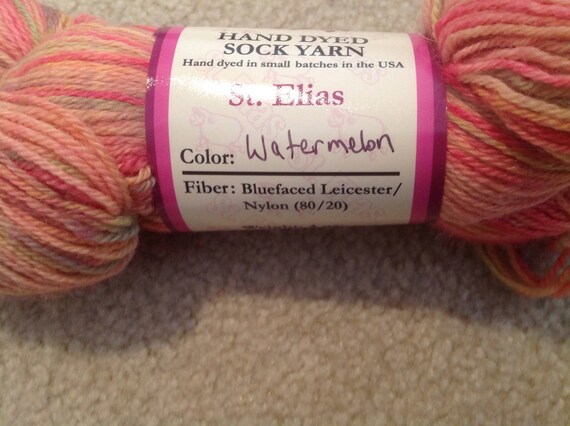 HAND DYED
SOCK YARN
Hand dyed in small batches in the USA
St. Elias
Color: Watermelon
Fiber: Bluefaced Leicester/
Nylon (80/20)